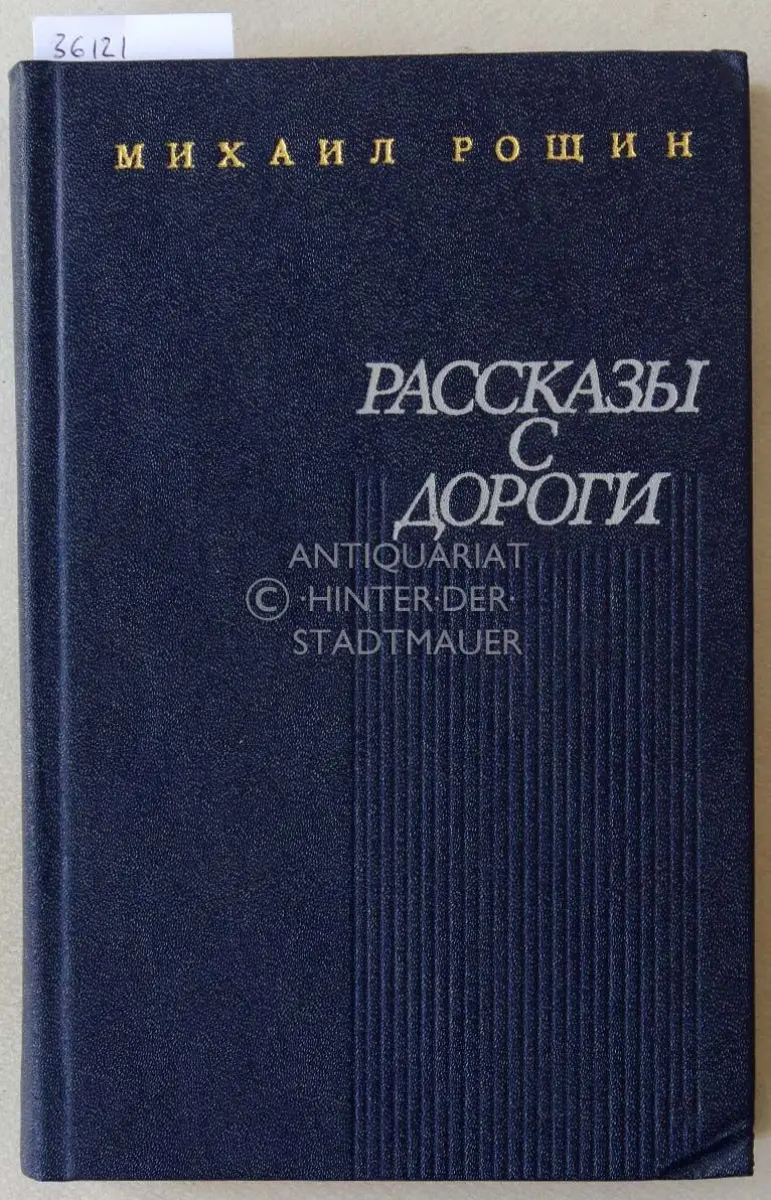 36121
МИХАИЛ РОЩИН
РАССКАЗЫ
С
ДОРОГИ
ANTIQUARIAT
© ·HINTER·DER·
STADTMAUER